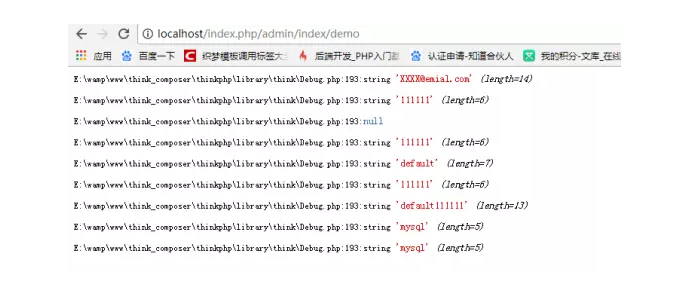 localhost/index.php/admin/index/demo
应用 百度一下 织梦模板调用标签大 后端开发_PHP入门 认证申请-知道合伙人 我的积分-文库_在线
E:\wamp\www\think_composer\thinkphp\library\think\Debug.php:193:string 'XXXX@emial.com' (length=14)
E:\wamp\www\think_composer\thinkphp\library\think\Debug.php:193:string '111111' (length=6)
E:\wamp\www\think_composer\thinkphp\library\think\Debug.php:193:null
E:\wamp\www\think_composer\thinkphp\library\think\Debug.php:193:string '111111' (length=6)
E:\wamp\www\think_composer\thinkphp\library\think\Debug.php:193:string 'default' (length=7)
E:\wamp\www\think_composer\thinkphp\library\think\Debug.php:193:string '111111' (length=6)
E:\wamp\www\think_composer\thinkphp\library\think\Debug.php:193:string 'default111111' (length=13)
E:\wamp\www\think_composer\thinkphp\library\think\Debug.php:193:string 'mysql' (length=5)
E:\wamp\www\think_composer\thinkphp\library\think\Debug.php:193:string 'mysql' (length=5)